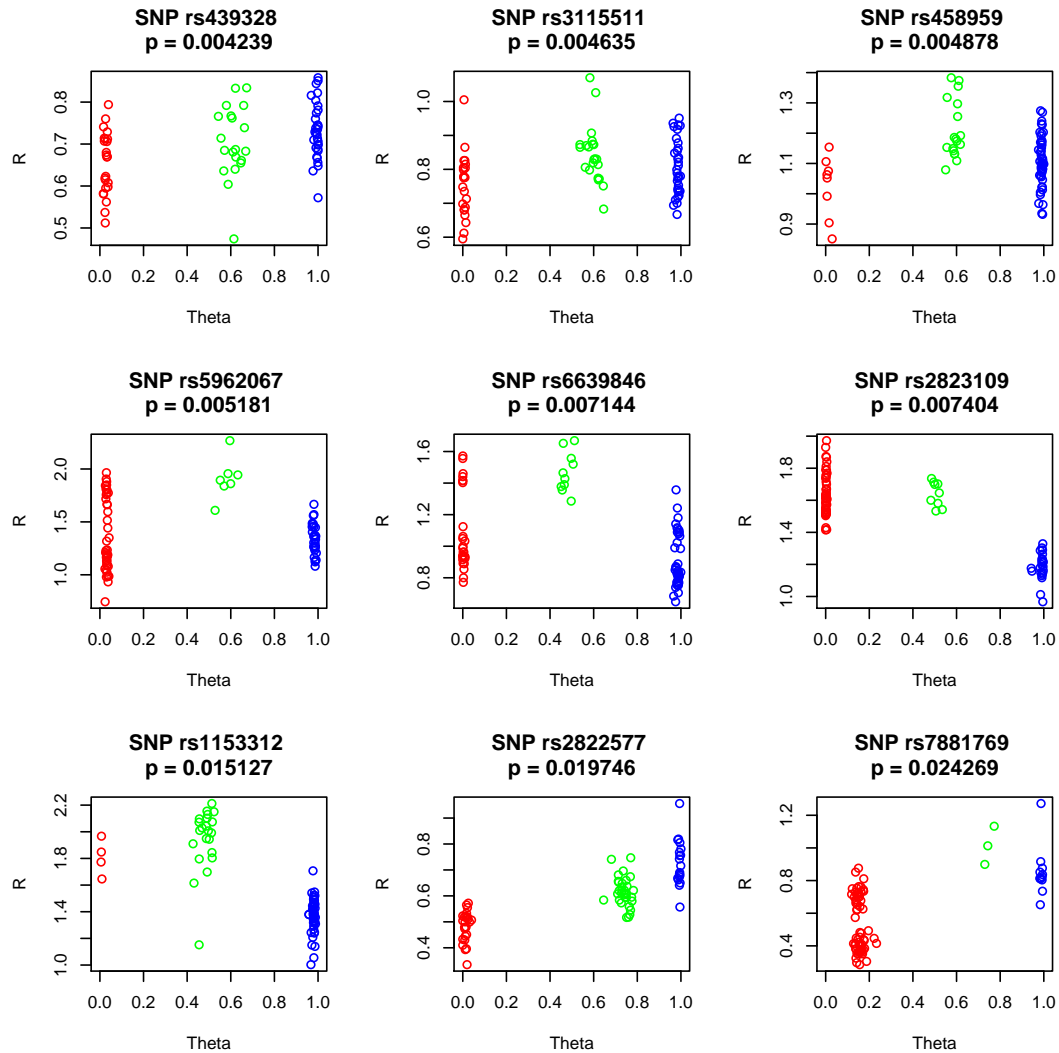 SNP rs439328
p = 0.004239
R
0.5 0.6 0.7 0.8
0.0 0.2 0.4 0.6 0.8 1.0
Theta
SNP rs3115511
p = 0.004635
R
0.6 0.8 1.0
0.0 0.2 0.4 0.6 0.8 1.0
Theta
SNP rs458959
p = 0.004878
R
0.9 1.1 1.3
0.0 0.2 0.4 0.6 0.8 1.0
Theta
SNP rs5962067
p = 0.005181
R
1.0 1.5 2.0
0.0 0.2 0.4 0.6 0.8 1.0
Theta
SNP rs6639846
p = 0.007144
R
0.8 1.2 1.6
0.0 0.2 0.4 0.6 0.8 1.0
Theta
SNP rs2823109
p = 0.007404
R
1.0 1.4 1.8
0.0 0.2 0.4 0.6 0.8 1.0
Theta
SNP rs1153312
p = 0.015127
R
1.0 1.4 1.8 2.2
0.0 0.2 0.4 0.6 0.8 1.0
Theta
SNP rs2822577
p = 0.019746
R
0.4 0.6 0.8
0.0 0.2 0.4 0.6 0.8 1.0
Theta
SNP rs7881769
p = 0.024269
R
0.4 0.8 1.2
0.0 0.2 0.4 0.6 0.8 1.0
Theta